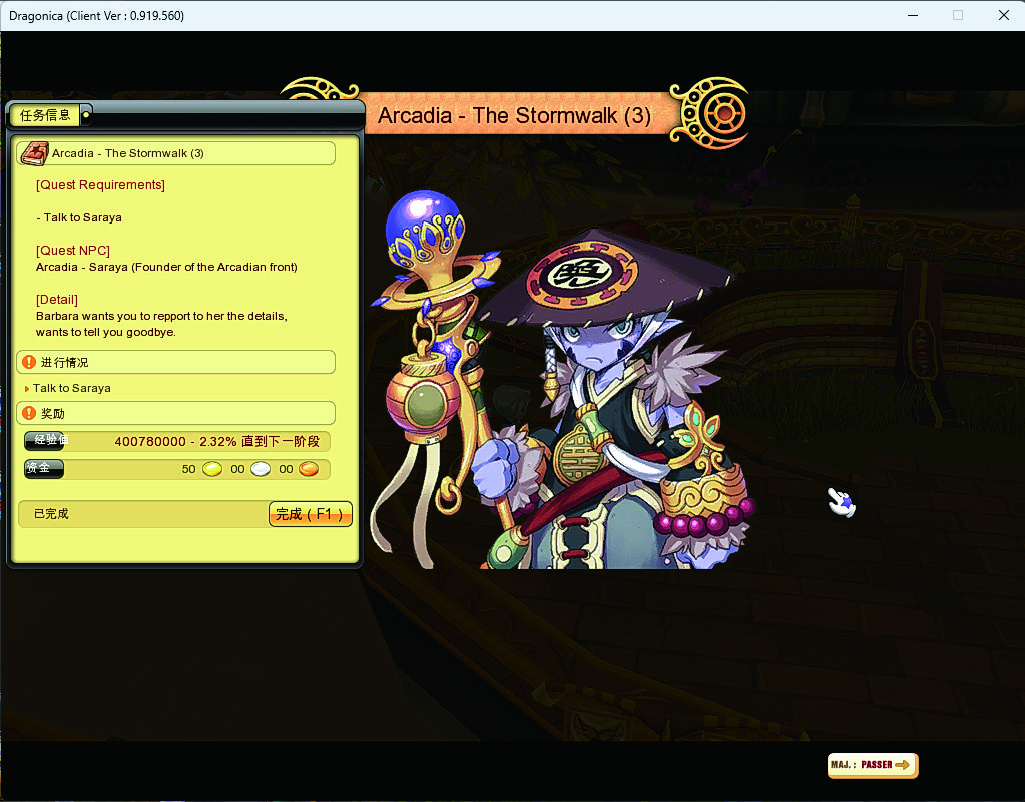 Dragonica (Client Ver : 0.919.560)
Arcadia - The Stormwalk (3)
任务信息
Arcadia - The Stormwalk (3)
[Quest Requirements]
- Talk to Saraya
[Quest NPC]
Arcadia - Saraya (Founder of the Arcadian front)
[Detail]
Barbara wants you to repport to her the details,
wants to tell you goodbye.
进行情况
Talk to Saraya
奖励
经验值 400780000 - 2.32% 直到下一阶段
资金 50 00 00
已完成 完成 ( F1 )
MAJ. : PASSER